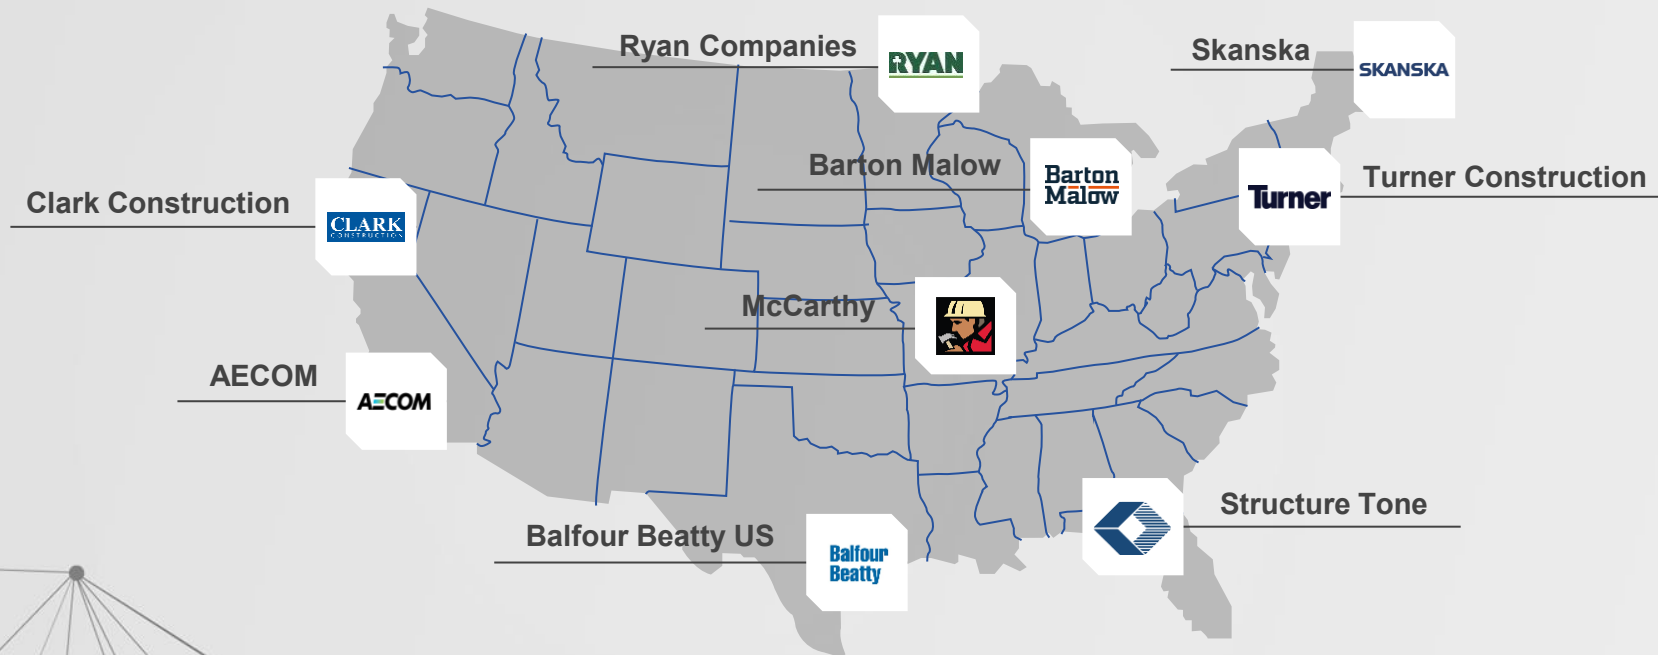 Ryan Companies
RYAN
Skanska
SKANSKA
Barton Malow
Barton
Malow
Turner
Turner Construction
Clark Construction
CLARK
CONSTRUCTION
McCarthy
AECOM
AECOM
Structure Tone
Balfour Beatty US
Balfour
Beatty